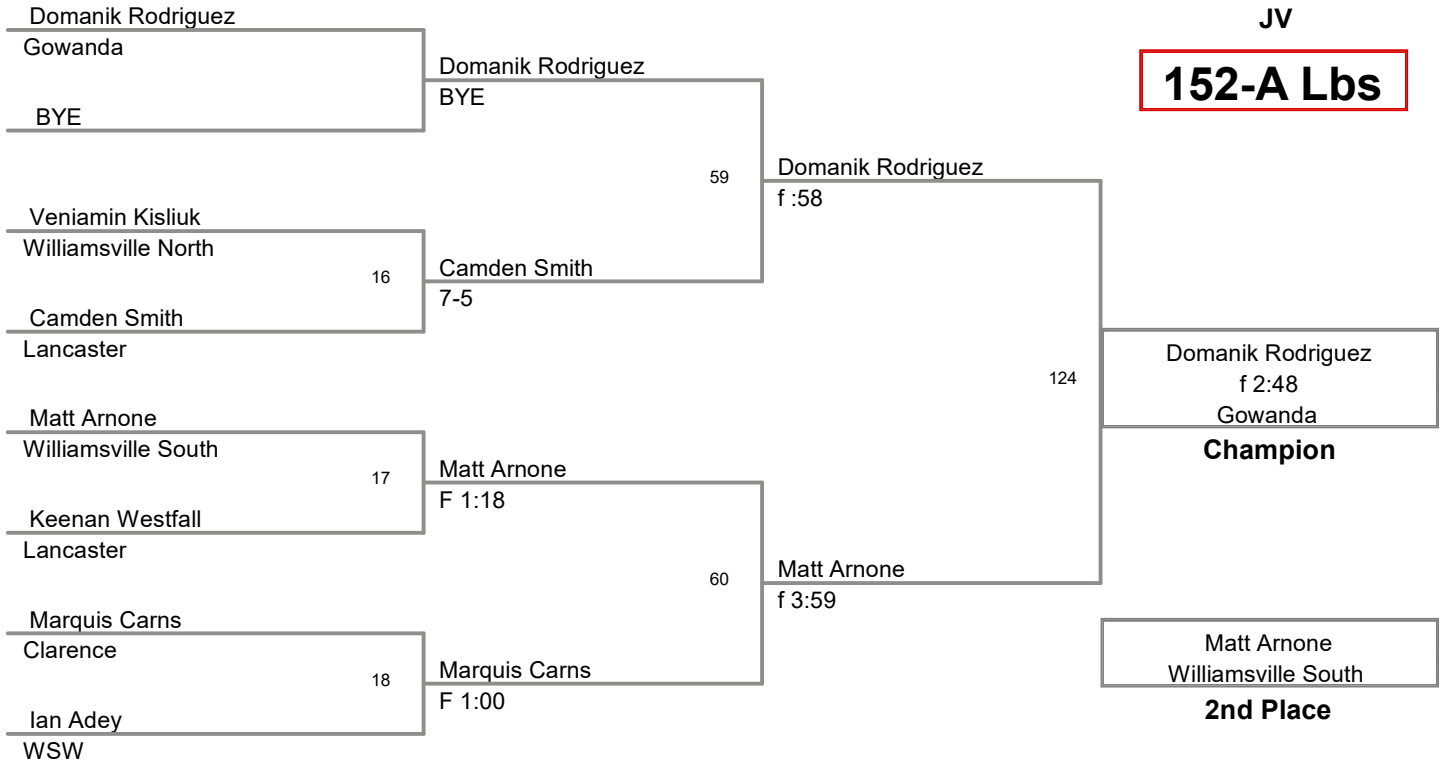 Domanik Rodriguez
Gowanda
BYE
Veniamin Kisliuk
Williamsville North
16
Camden Smith
Lancaster
Matt Arnone
Williamsville South
17
Keenan Westfall
Lancaster
Marquis Carns
Clarence
18
Ian Adey
WSW
Domanik Rodriguez
BYE
59
Camden Smith
7-5
Matt Arnone
F 1:18
60
Marquis Carns
F 1:00
Domanik Rodriguez
f :58
124
Matt Arnone
f 3:59
JV
152-A Lbs
Domanik Rodriguez
f 2:48
Gowanda
Champion
Matt Arnone
Williamsville South
2nd Place